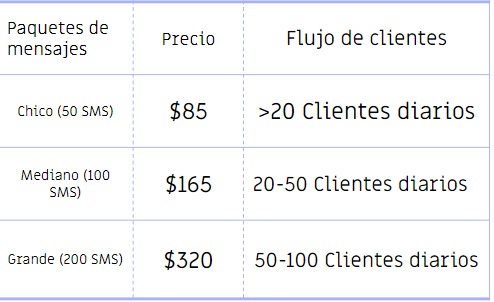 Paquetes de
mensajes
Precio
Flujo de clientes
Chico (50 SMS)
$85
>20 Clientes diarios
Mediano (100
SMS)
$165
20-50 Clientes diarios
Grande (200 SMS)
$320
50-100 Clientes diarios